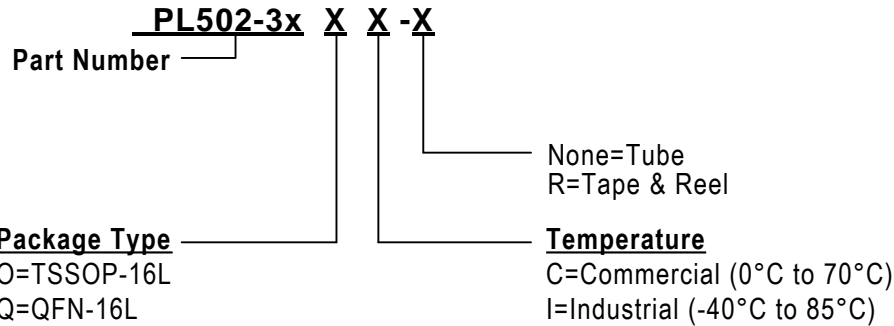 PL502-3x X X -X
Part Number
None=Tube
R=Tape & Reel
Package Type
O=TSSOP-16L
Q=QFN-16L
Temperature
C=Commercial (0°C to 70°C)
I=Industrial (-40°C to 85°C)